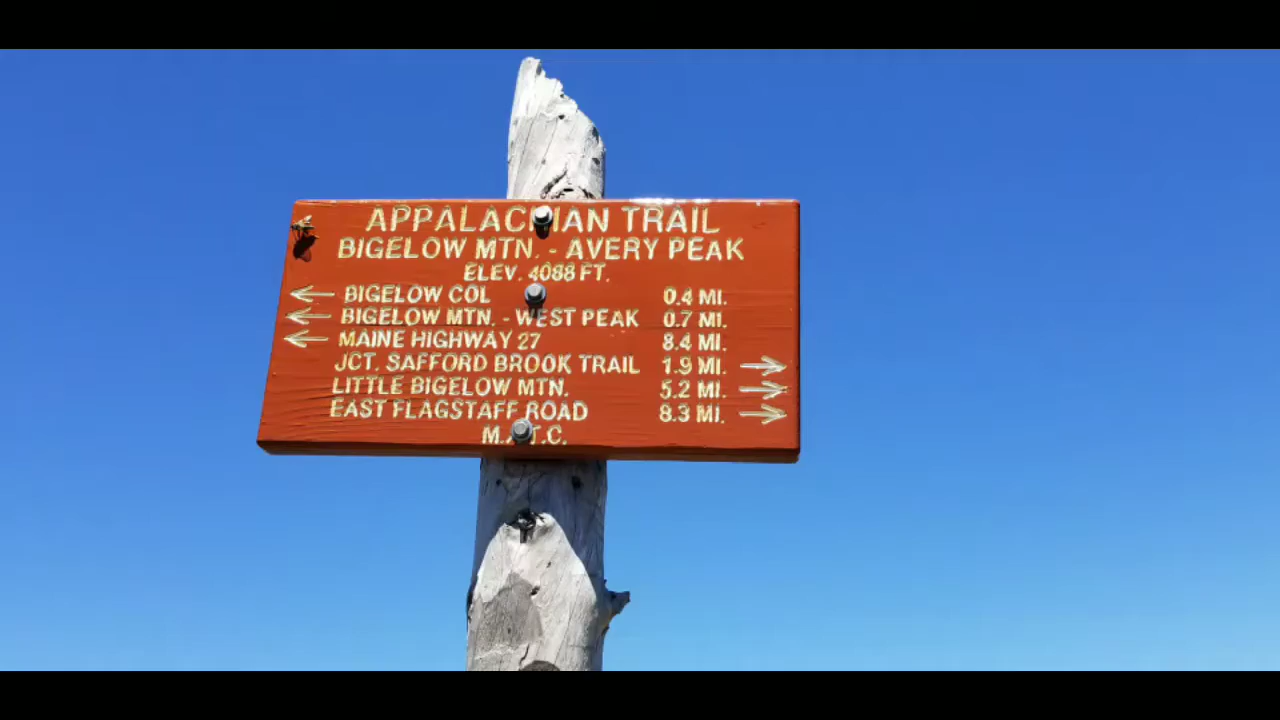 APPALACHIAN TRAIL
BIGELOW MTN. - AVERY PEAK
ELEV. 4088 FT.
BIGELOW COL 0.4 MI.
BIGELOW MTN. - WEST PEAK 0.7 MI.
MAINE HIGHWAY 27 8.4 MI.
JCT. SAFFORD BROOK TRAIL 1.9 MI.
LITTLE BIGELOW MTN. 5.2 MI.
EAST FLAGSTAFF ROAD 8.3 MI.
M.A.T.C.